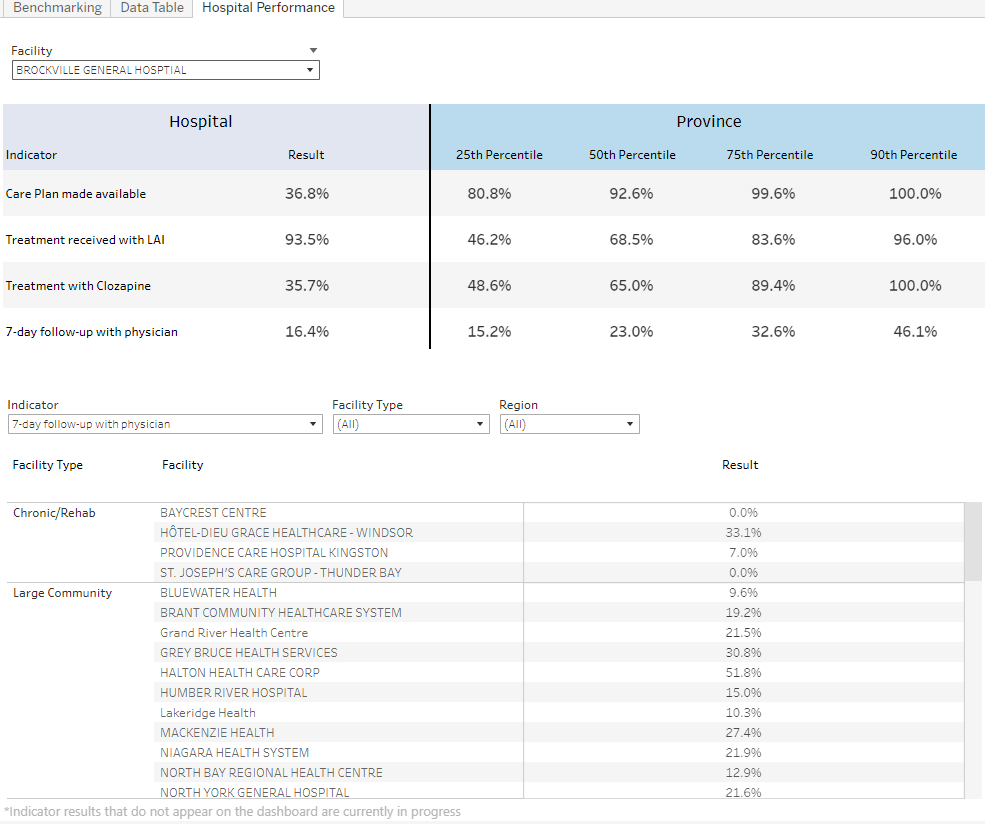 Benchmarking Data Table Hospital Performance
Facility
BROCKVILLE GENERAL HOSPTIAL
Hospital Province
Indicator Result 25th Percentile 50th Percentile 75th Percentile 90th Percentile
Care Plan made available 36.8% 80.8% 92.6% 99.6% 100.0%
Treatment received with LAI 93.5% 46.2% 68.5% 83.6% 96.0%
Treatment with Clozapine 35.7% 48.6% 65.0% 89.4% 100.0%
7-day follow-up with physician 16.4% 15.2% 23.0% 32.6% 46.1%
Indicator Facility Type Region
7-day follow-up with physician (All) (All)
Facility Type Facility Result
Chronic/Rehab BAYCREST CENTRE 0.0%
HÔTEL-DIEU GRACE HEALTHCARE - WINDSOR 33.1%
PROVIDENCE CARE HOSPITAL KINGSTON 7.0%
ST. JOSEPH'S CARE GROUP - THUNDER BAY 0.0%
Large Community BLUEWATER HEALTH 9.6%
BRANT COMMUNITY HEALTHCARE SYSTEM 19.2%
Grand River Health Centre 21.5%
GREY BRUCE HEALTH SERVICES 30.8%
HALTON HEALTH CARE CORP 51.8%
HUMBER RIVER HOSPITAL 15.0%
Lakeridge Health 10.3%
MACKENZIE HEALTH 27.4%
NIAGARA HEALTH SYSTEM 21.9%
NORTH BAY REGIONAL HEALTH CENTRE 12.9%
NORTH YORK GENERAL HOSPITAL 21.6%
*Indicator results that do not appear on the dashboard are currently in progress